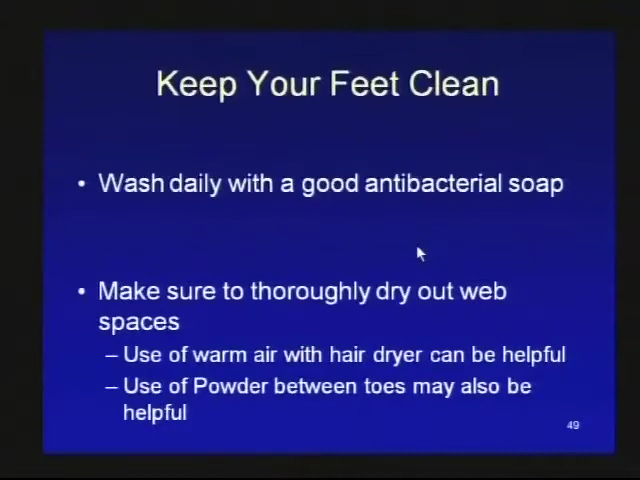 Keep Your Feet Clean
• Wash daily with a good antibacterial soap
• Make sure to thoroughly dry out web
spaces
– Use of warm air with hair dryer can be helpful
– Use of Powder between toes may also be
helpful
49